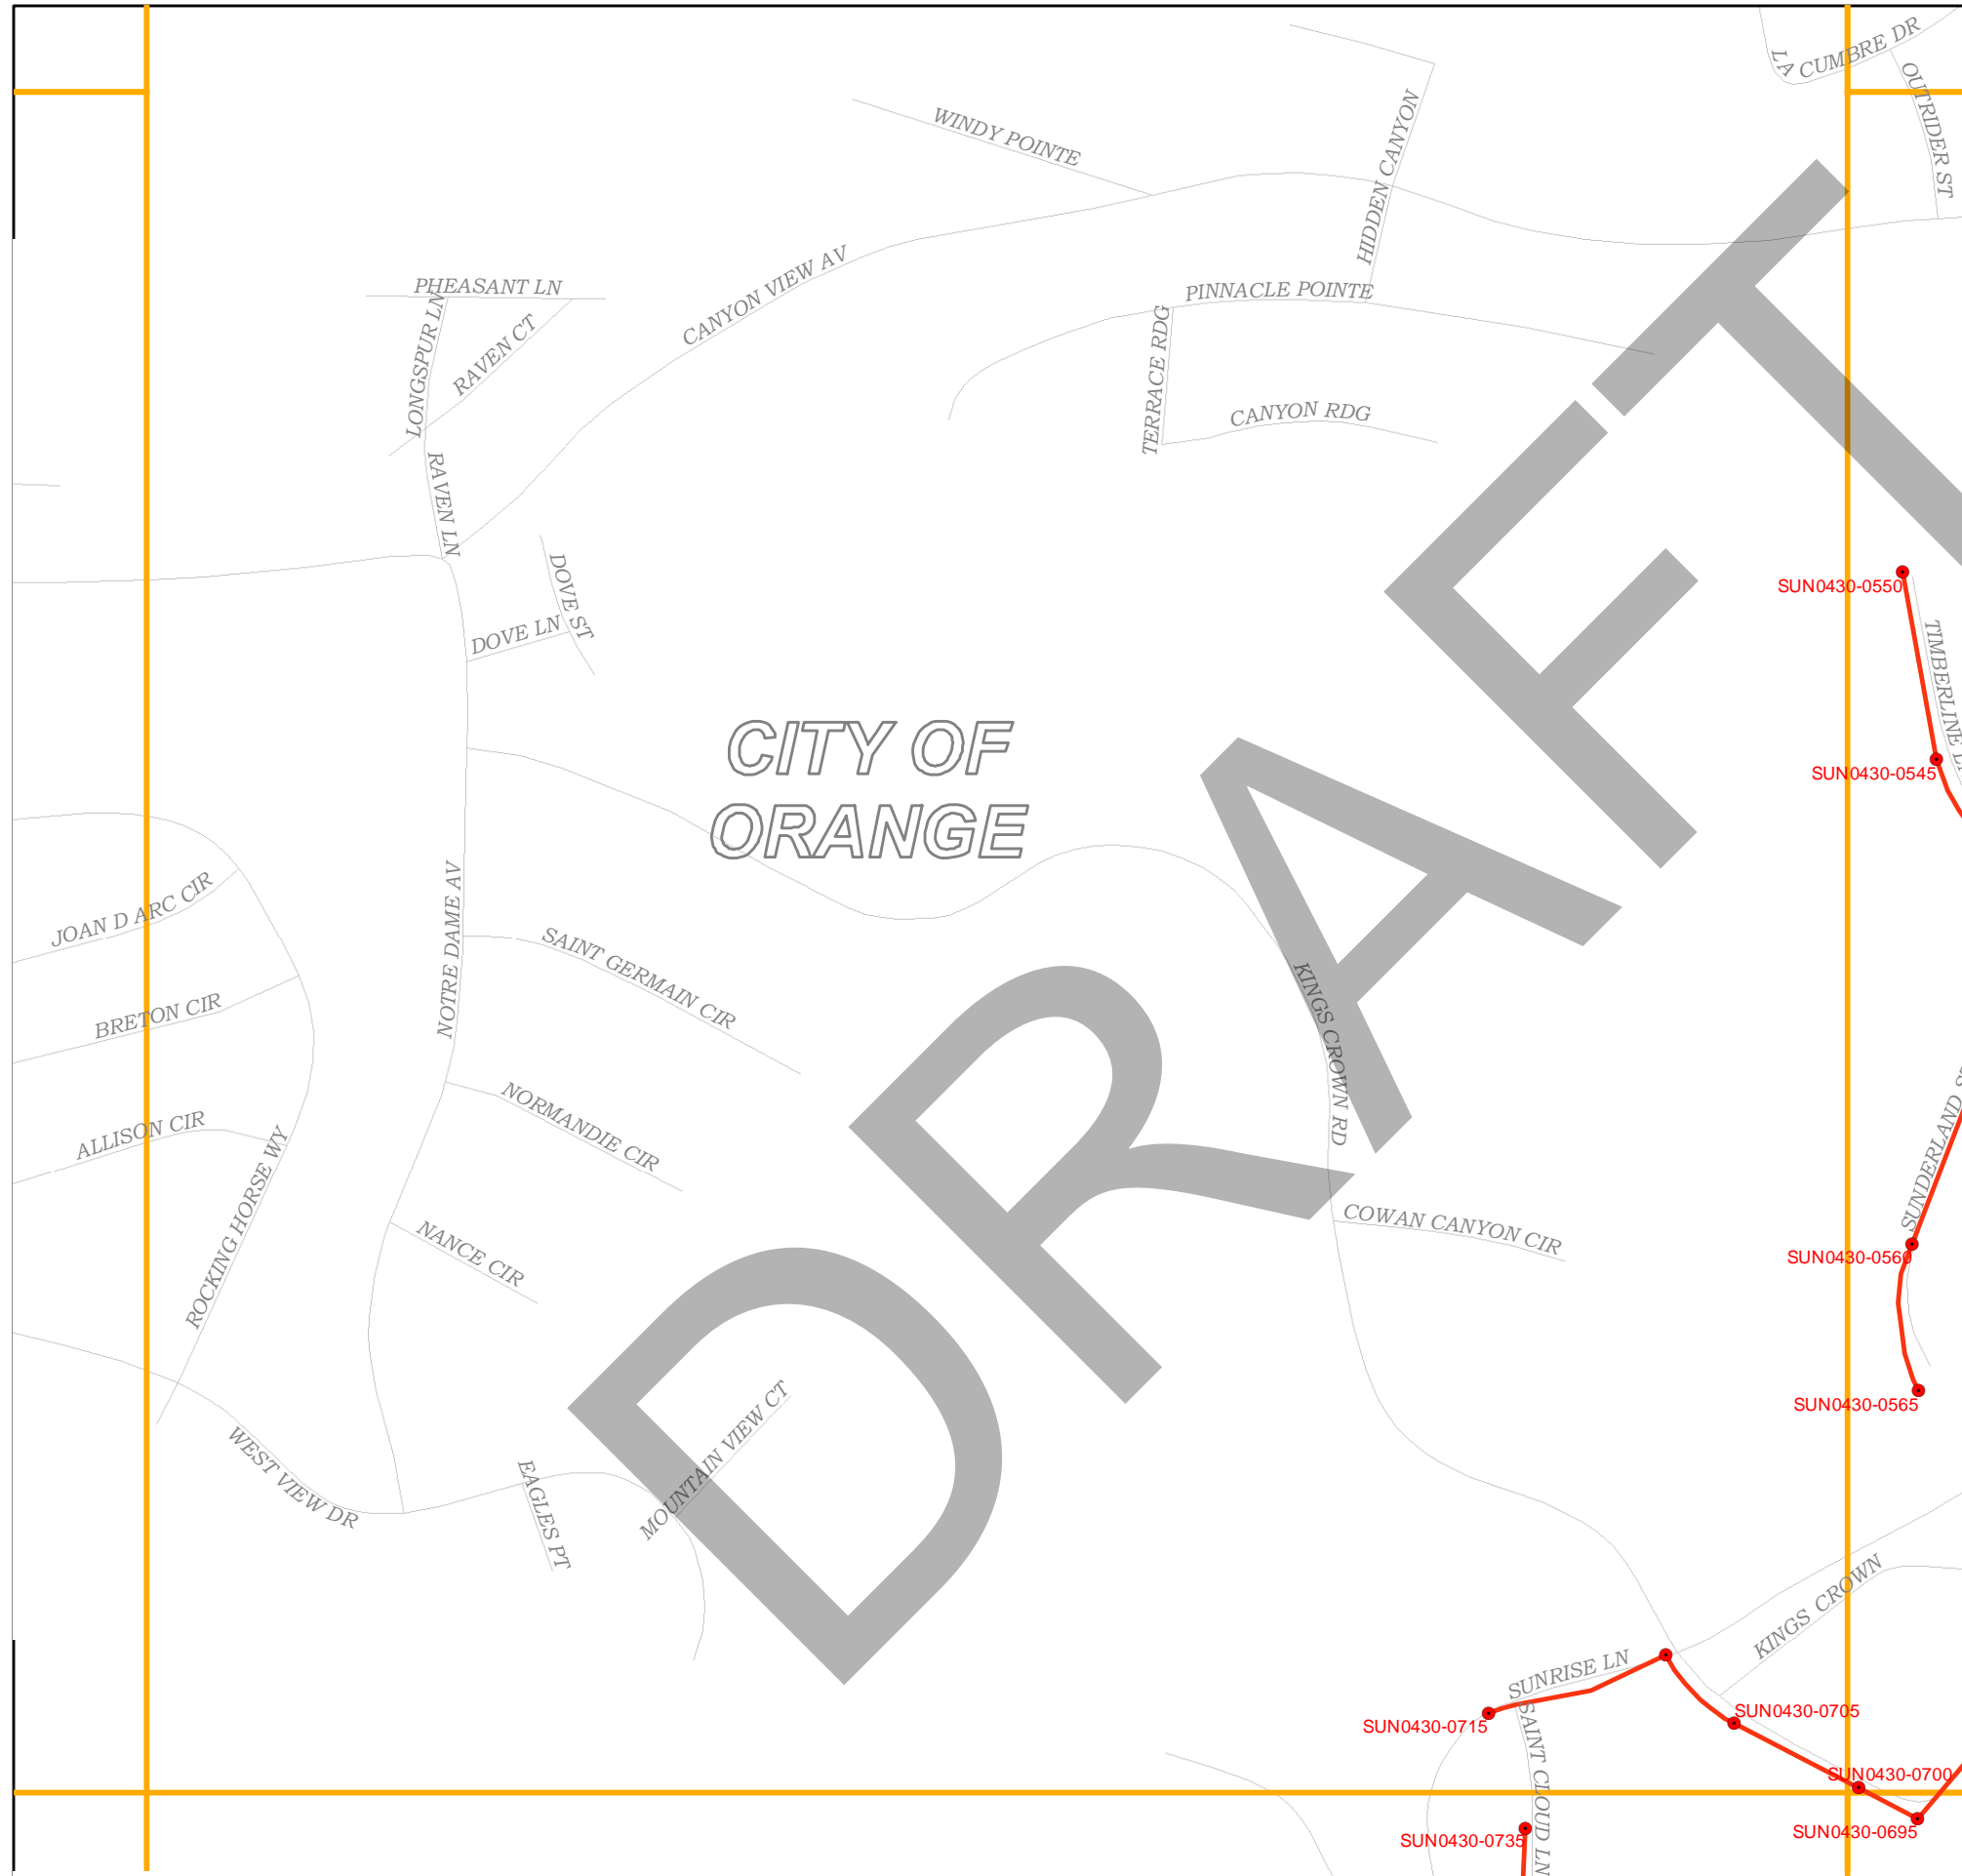 LA CUMBRE DR
OUTRIDER ST
WINDY POINTE
HIDDEN CANYON
CANYON VIEW AV
PHEASANT LN
LONGSPUR LN
RAVEN CT
PINNACLE POINTE
TERRACE RDG
CANYON RDG
RAVEN LN
DOVE ST
DOVE LN
SUN0430-0550
TIMBERLINE
SUN0430-0545
CITY OF
ORANGE
JOAN D ARC CIR
NOTRE DAME AV
SAINT GERMAIN CIR
BRETON CIR
KINGS CROWN RD
NORMANDIE CIR
ALLISON CIR
ROCKING HORSE WY
SUNDERLAND
COWAN CANYON CIR
NANCE CIR
SUN0430-0560
SUN0430-0565
DRAFT
MOUNTAIN VIEW CT
WEST VIEW DR
EAGLES PT
KINGS CROWN
SUNRISE LN
SUN0430-0715
SUN0430-0705
SAINT CLOUD LN
SUN0430-0700
SUN0430-0735
SUN0430-0695